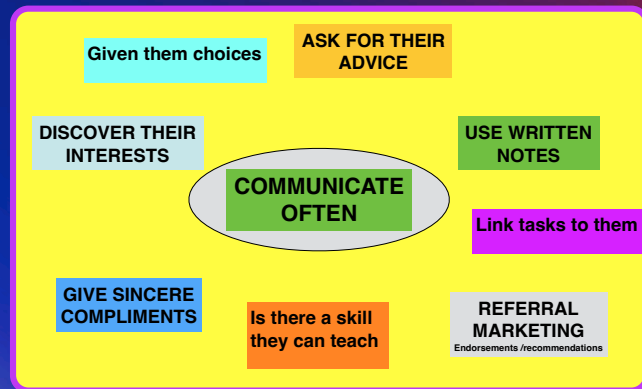 Given them choices
ASK FOR THEIR
ADVICE
DISCOVER THEIR
INTERESTS
USE WRITTEN
NOTES
COMMUNICATE
OFTEN
Link tasks to them
GIVE SINCERE
COMPLIMENTS
Is there a skill
they can teach
REFERRAL
MARKETING
Endorsements /recommendations